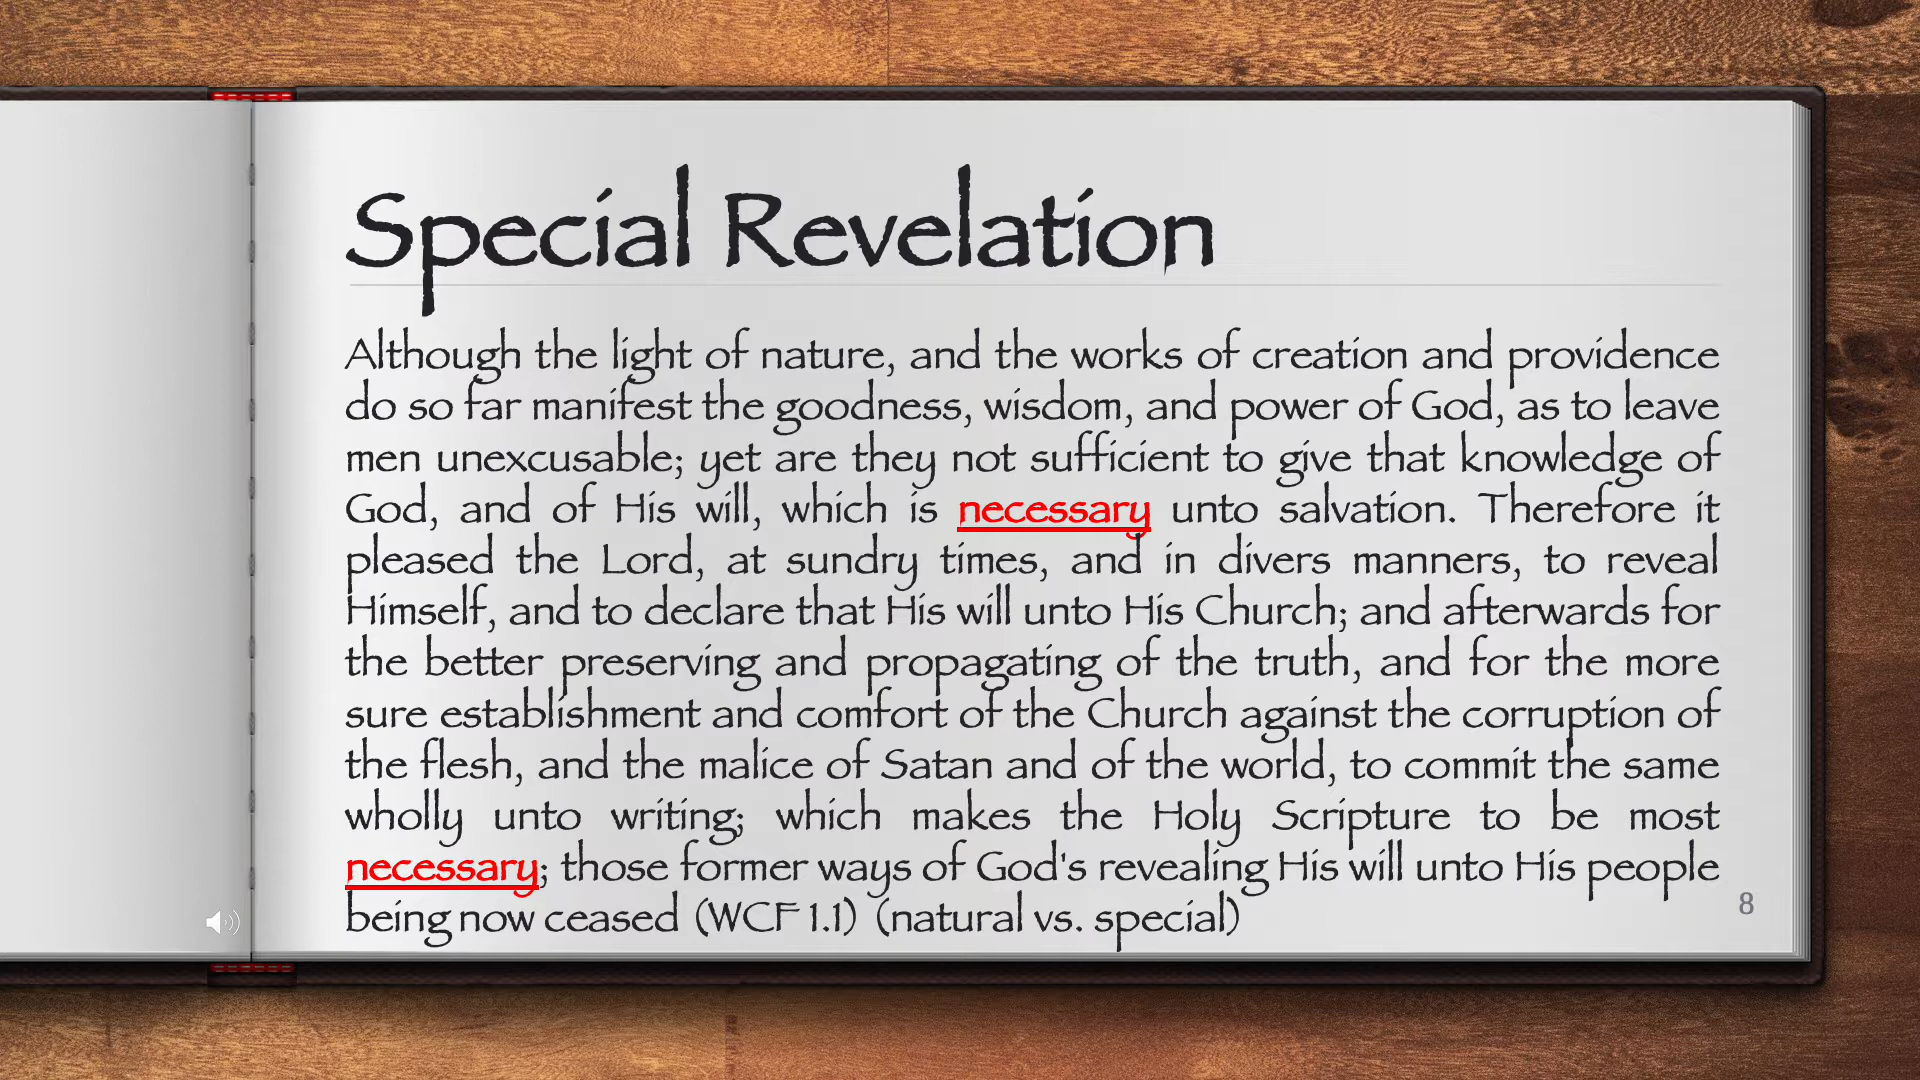 Special Revelation
Although the light of nature, and the works of creation and providence
do so far manifest the goodness, wisdom, and power of God, as to leave
men unexcusable; yet are they not sufficient to give that knowledge of
God, and of His will, which is necessary unto salvation. Therefore it
pleased the Lord, at sundry times, and in divers manners, to reveal
Himself, and to declare that His will unto His Church; and afterwards for
the better preserving and propagating of the truth, and for the more
sure establishment and comfort of the Church against the corruption of
the flesh, and the malice of Satan and of the world, to commit the same
wholly unto writing; which makes the Holy Scripture to be most
necessary; those former ways of God's revealing His will unto His people
being now ceased (WCF 1.1) (natural vs. special)
8